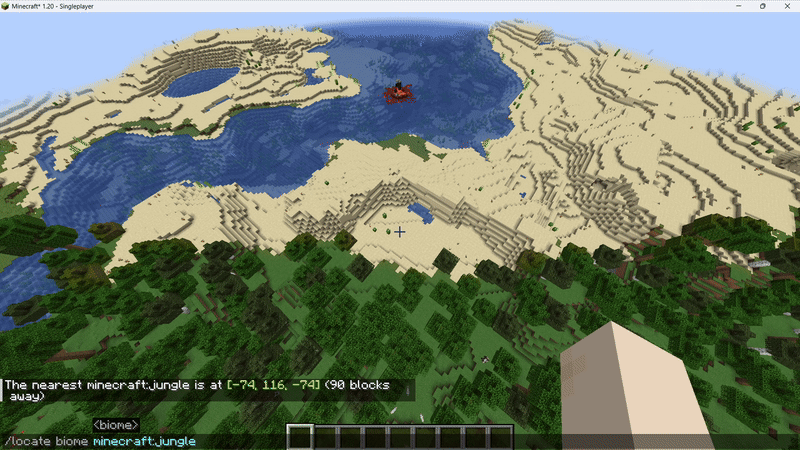 Minecraft* 1.20 - Singleplayer
The nearest minecraft:jungle is at [-74, 116, -74] (90 blocks
away)
<biome>
/locate biome minecraft:jungle